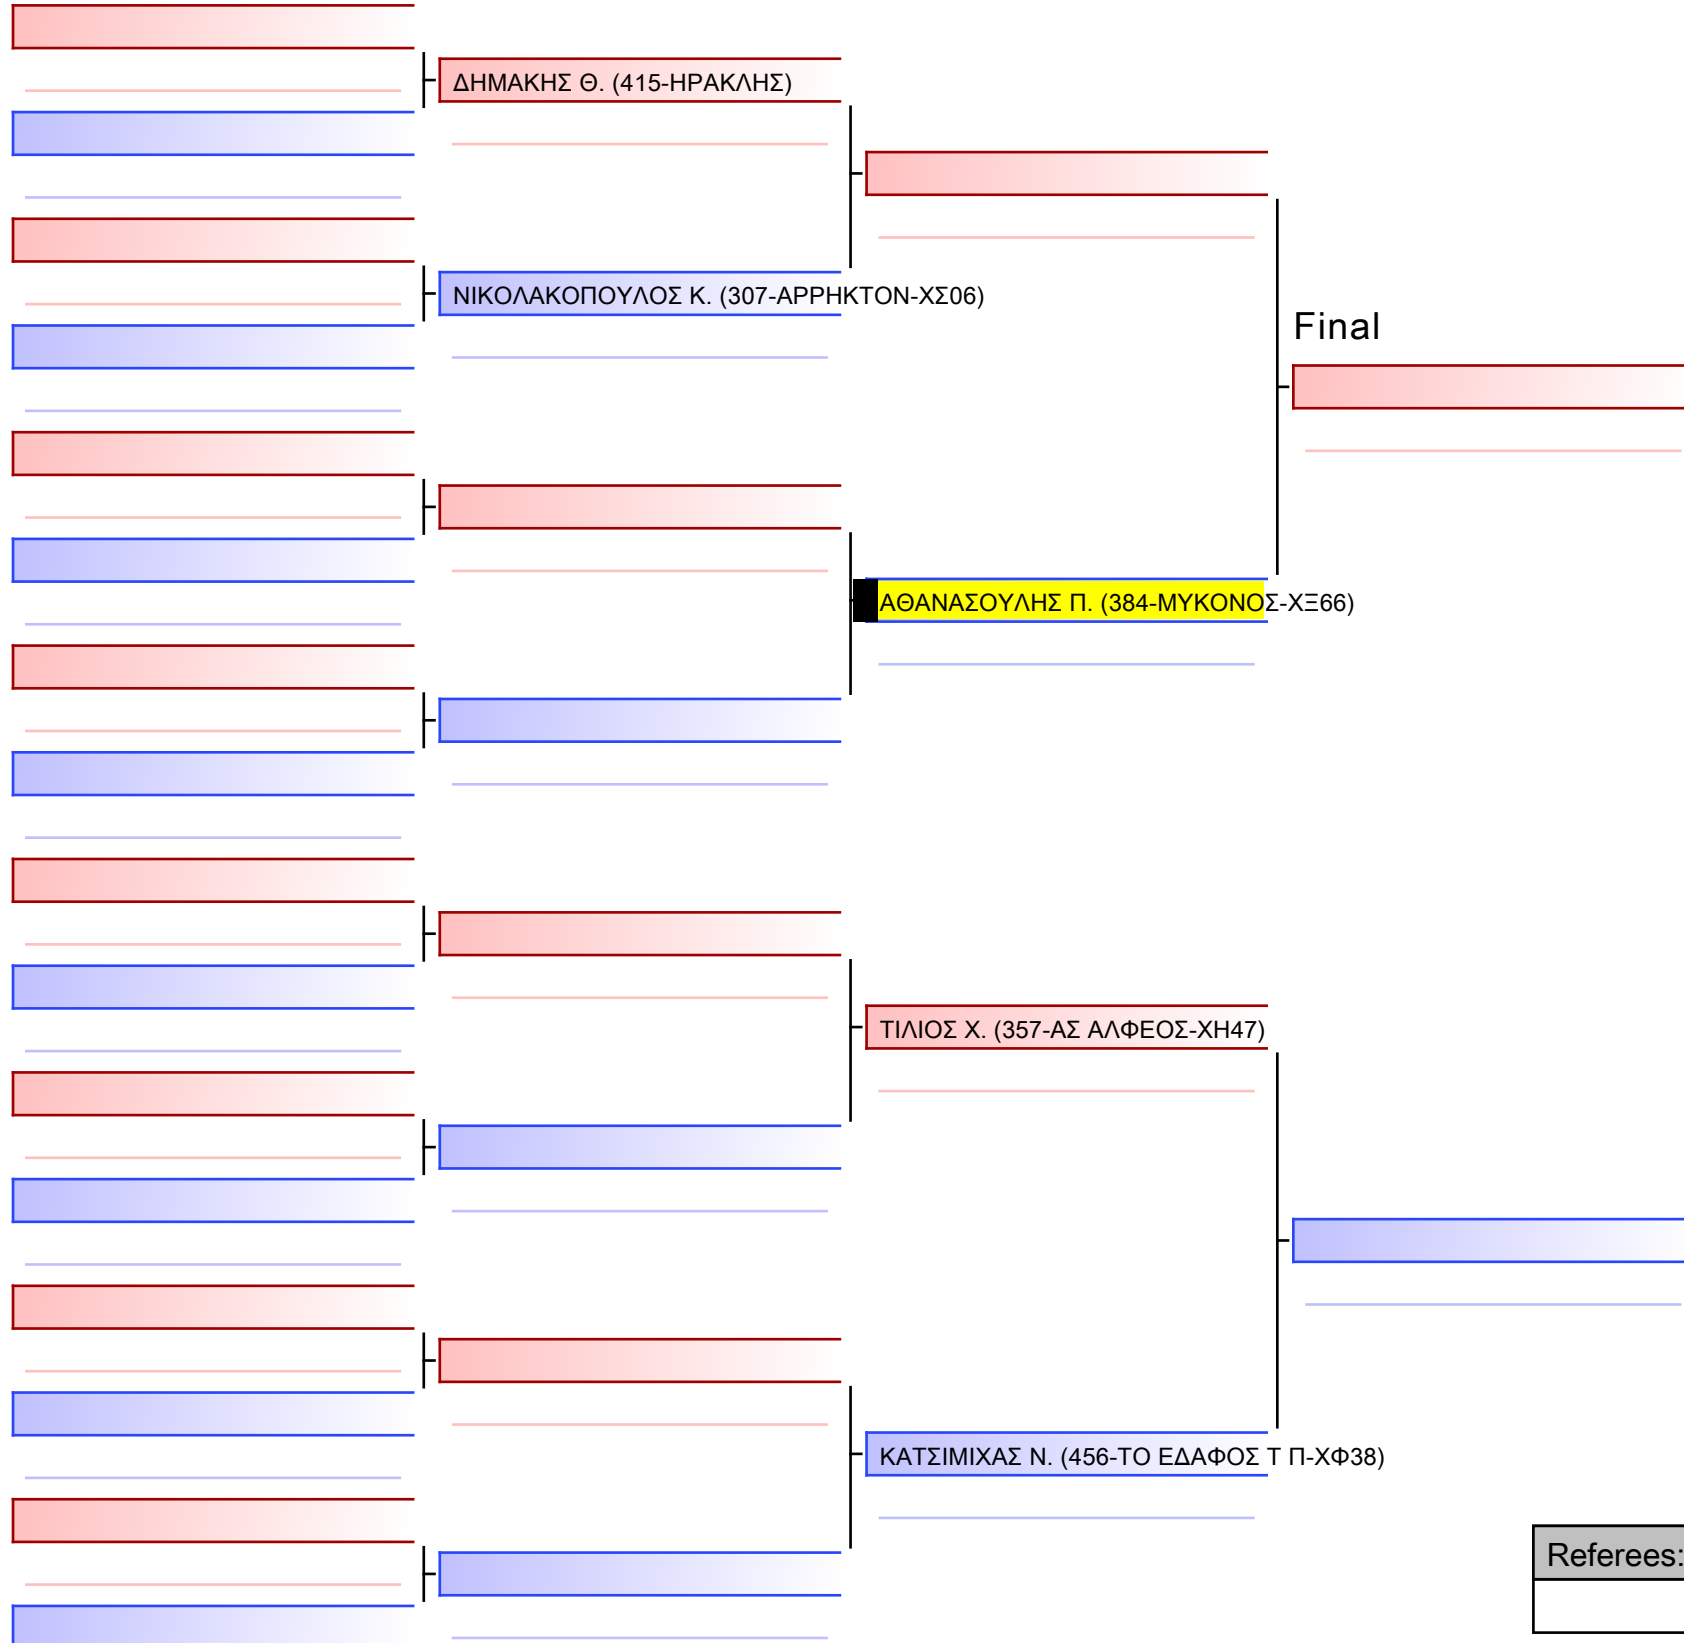 ΔΗΜΑΚΗΣ Θ. (415-ΗΡΑΚΛΗΣ)
ΝΙΚΟΛΑΚΟΠΟΥΛΟΣ Κ. (307-ΑΡΡΗΚΤΟΝ-ΧΣ06)
Final
ΑΘΑΝΑΣΟΥΛΗΣ Π. (384-ΜΥΚΟΝΟΣ-ΧΞ66)
ΤΙΛΙΟΣ Χ. (357-ΑΣ ΑΛΦΕΟΣ-ΧΗ47)
ΚΑΤΣΙΜΙΧΑΣ Ν. (456-ΤΟ ΕΔΑΦΟΣ Τ Π-ΧΦ38)
Referees: